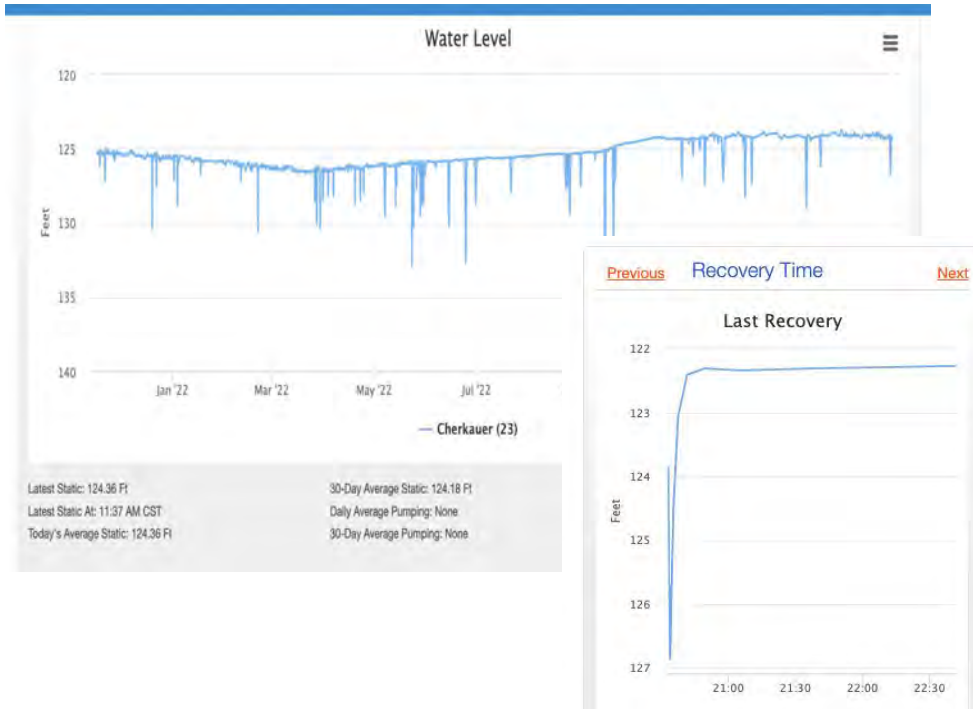 Water Level
120
125
130
135
140
Feet
Jan '22
Mar '22
May '22
Jul '22
Cherkauer (23)
Latest Static: 124.36 Ft
30-Day Average Static: 124.18 Ft
Latest Static At: 11:37 AM CST
Daily Average Pumping: None
Today's Average Static: 124.36 Ft
30-Day Average Pumping: None
Previous
Recovery Time
Next
Last Recovery
122
123
124
125
126
127
Feet
21:00
21:30
22:00
22:30